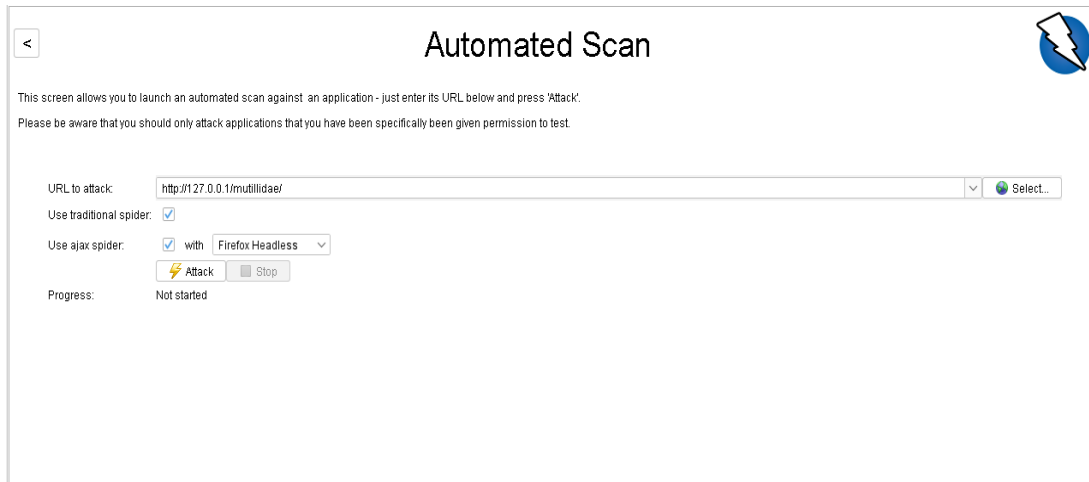 <
Automated Scan
This screen allows you to launch an automated scan against  an application - just enter its URL below and press 'Attack'.
Please be aware that you should only attack applications that you have been specifically been given permission to test.
URL to attack: http://127.0.0.1/mutillidae/ Select...
Use traditional spider:
Use ajax spider: with Firefox Headless
Attack Stop
Progress: Not started